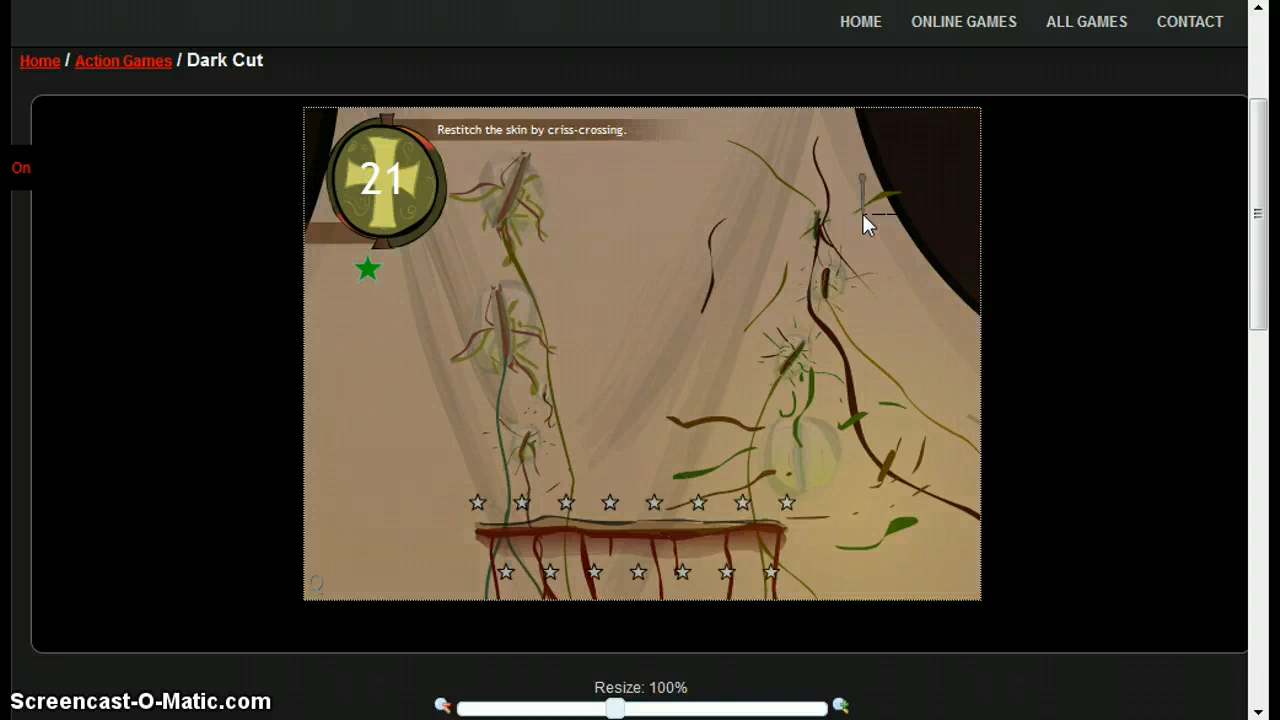 HOME ONLINE GAMES ALL GAMES CONTACT
Home / Action Games / Dark Cut
Restitch the skin by criss-crossing.
On
21
Resize: 100%
Screencast-O-Matic.com